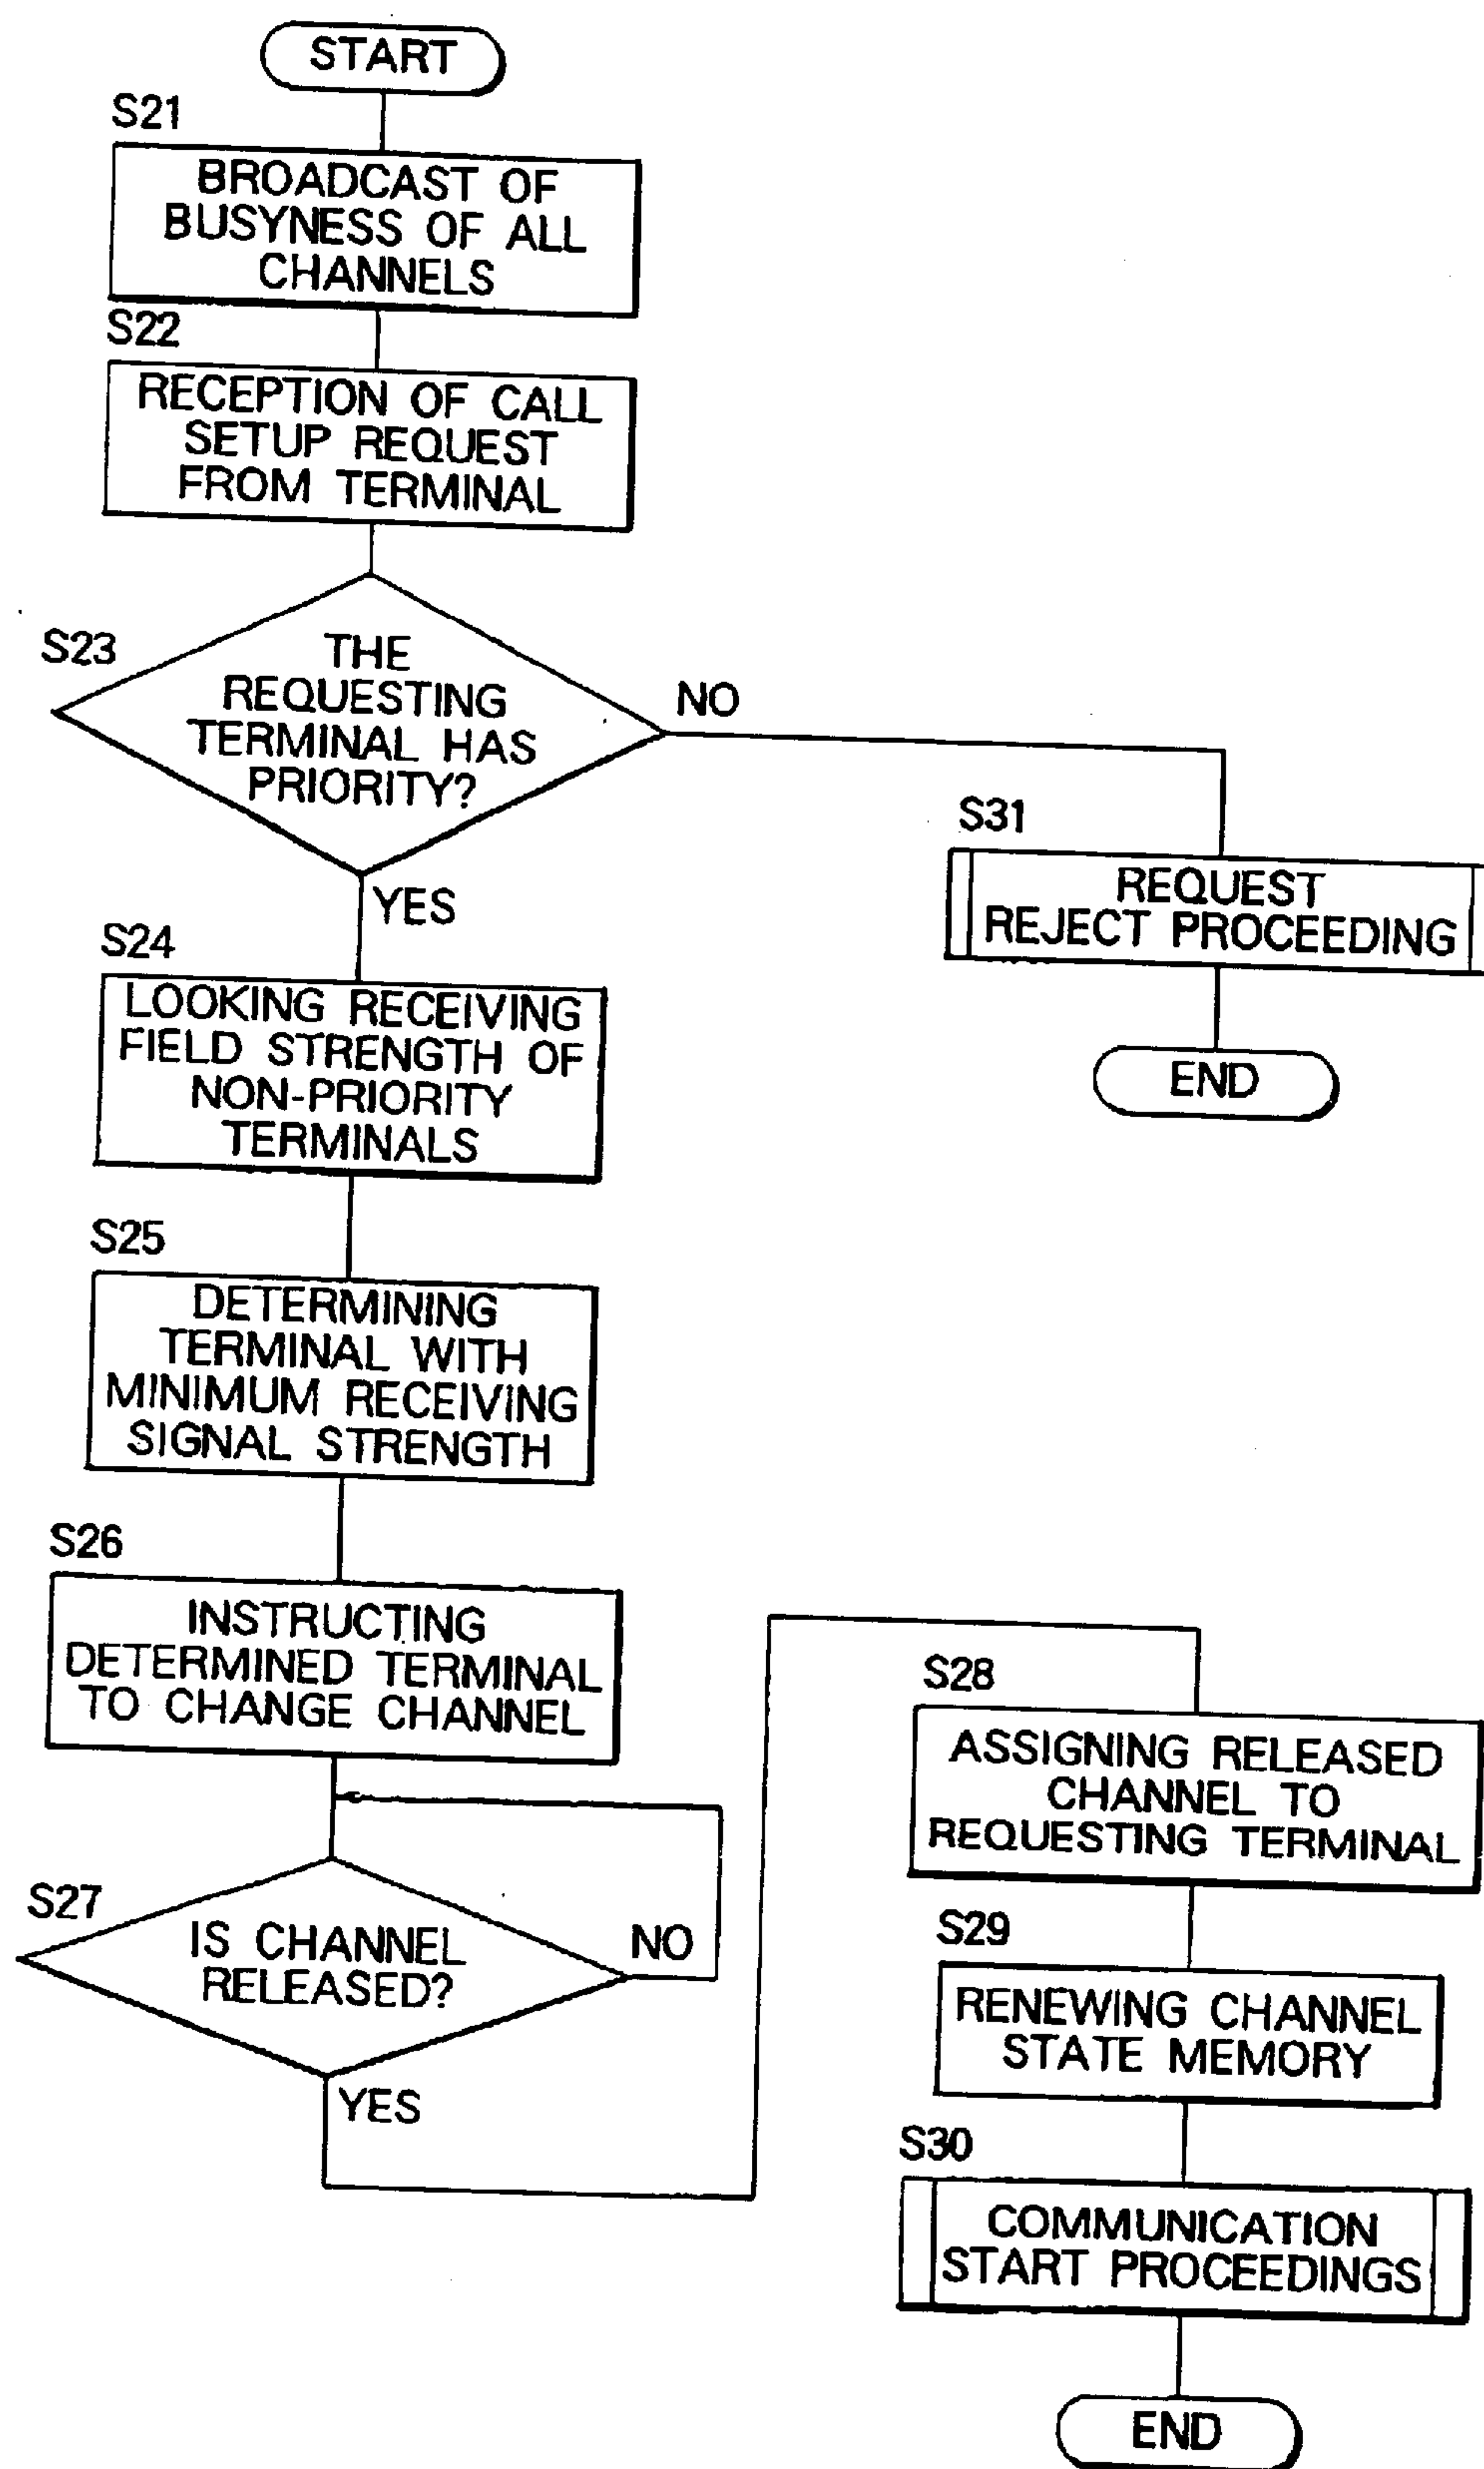 START
S21
BROADCAST OF
BUSYNESS OF ALL
CHANNELS
S22
RECEPTION OF CALL
SETUP REQUEST
FROM TERMINAL
S23
THE
REQUESTING
TERMINAL HAS
PRIORITY?
NO
YES
S31
REQUEST
REJECT PROCEEDING
END
S24
LOOKING RECEIVING
FIELD STRENGTH OF
NON-PRIORITY
TERMINALS
S25
DETERMINING
TERMINAL WITH
MINIMUM RECEIVING
SIGNAL STRENGTH
S26
INSTRUCTING
DETERMINED TERMINAL
TO CHANGE CHANNEL
S27
IS CHANNEL
RELEASED?
NO
YES
S28
ASSIGNING RELEASED
CHANNEL TO
REQUESTING TERMINAL
S29
RENEWING CHANNEL
STATE MEMORY
S30
COMMUNICATION
START PROCEEDINGS
END